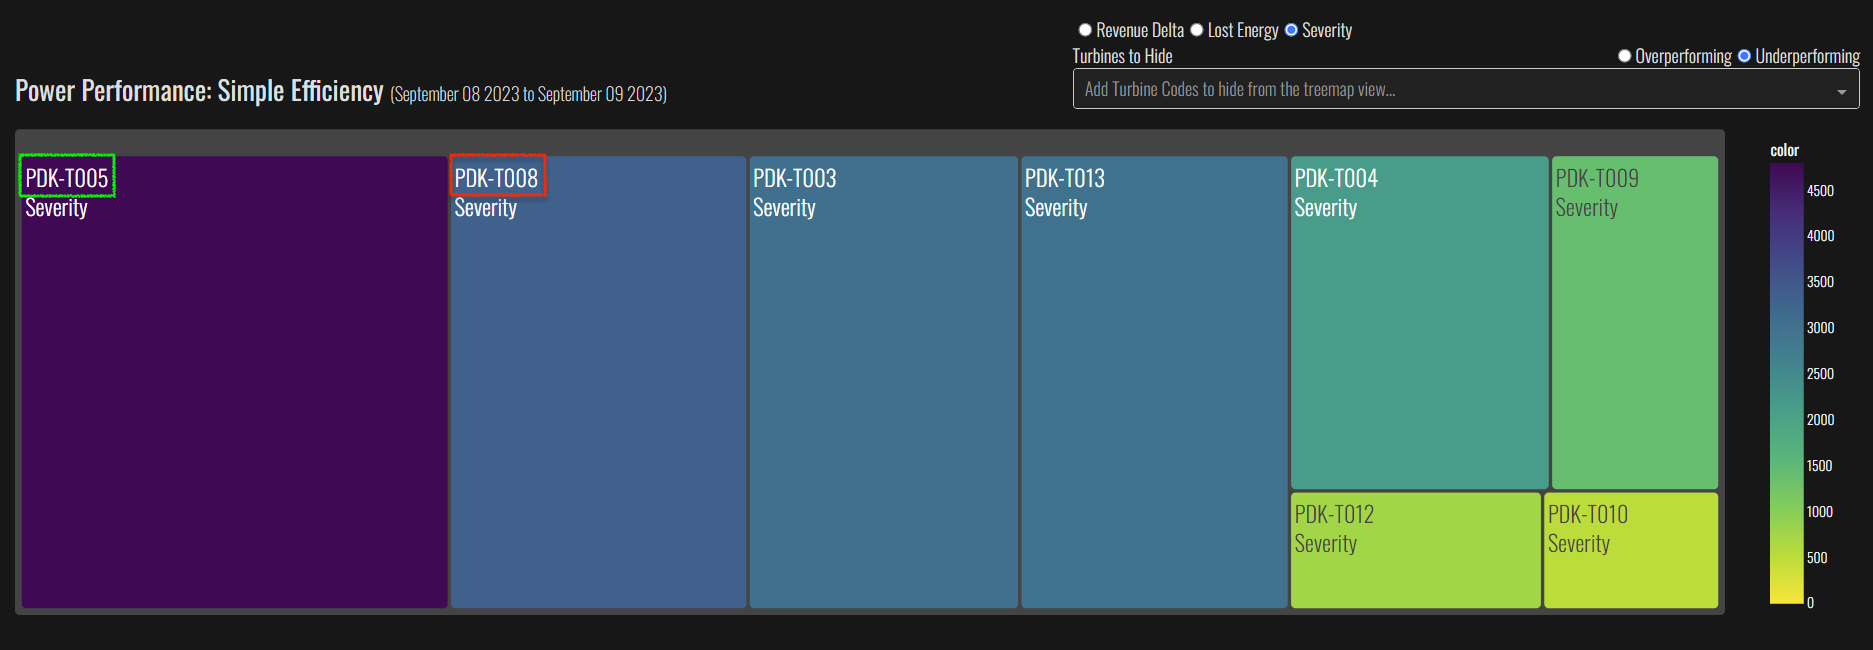 Revenue Delta Lost Energy Severity
Turbines to Hide
Overperforming Underperforming
Power Performance: Simple Efficiency (September 08 2023 to September 09 2023)
Add Turbine Codes to hide from the treemap view...
PDK-T005
Severity
PDK-T008
Severity
PDK-T003
Severity
PDK-T013
Severity
PDK-T004
Severity
PDK-T009
Severity
PDK-T012
Severity
PDK-T010
Severity
color
4500
4000
3500
3000
2500
2000
1500
1000
500
0